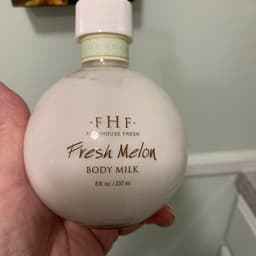 ·FHF·
FARMHOUSE FRESH
Fresh Melon
BODY MILK
8 fl. oz. / 237 ml